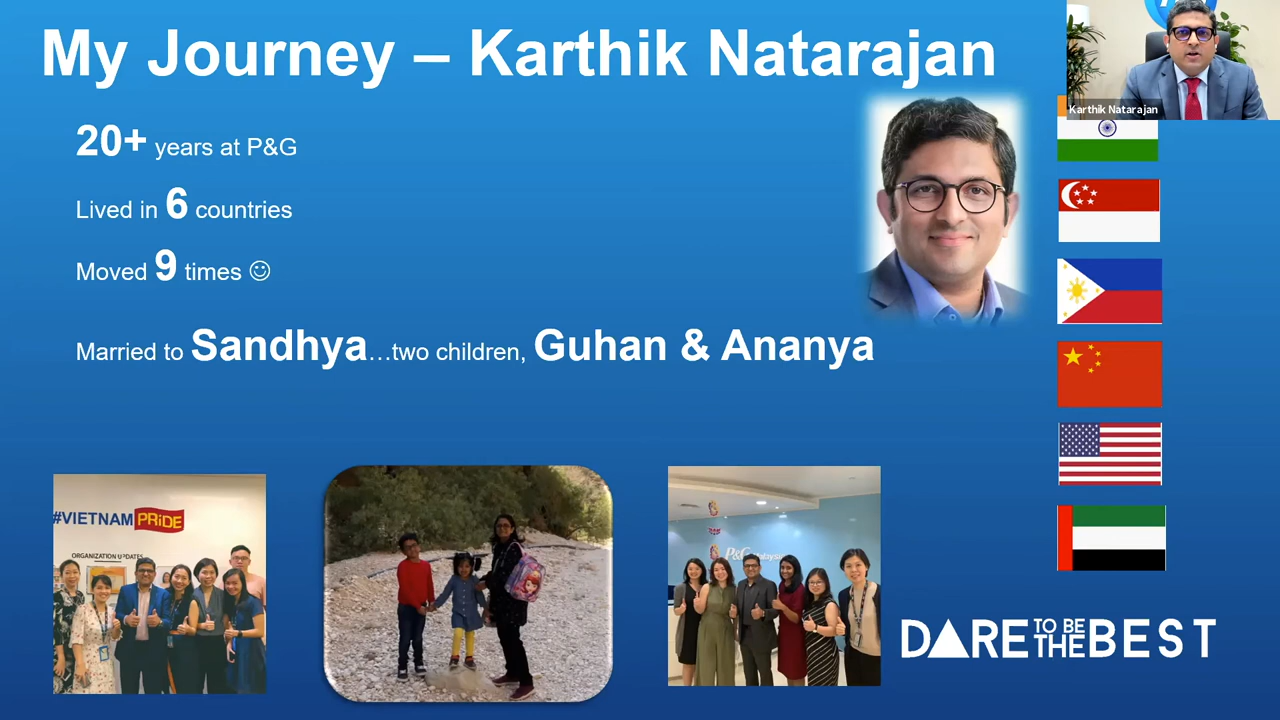 My Journey – Karthik Natarajan
Karthik Natarajan
20+ years at P&G
Lived in 6 countries
Moved 9 times ☺
Married to Sandhya…two children, Guhan & Ananya
#VIETNAM PRIDE
ORGANIZATION UPDATES
P&G Malaysia
DARE TO BE THE BEST